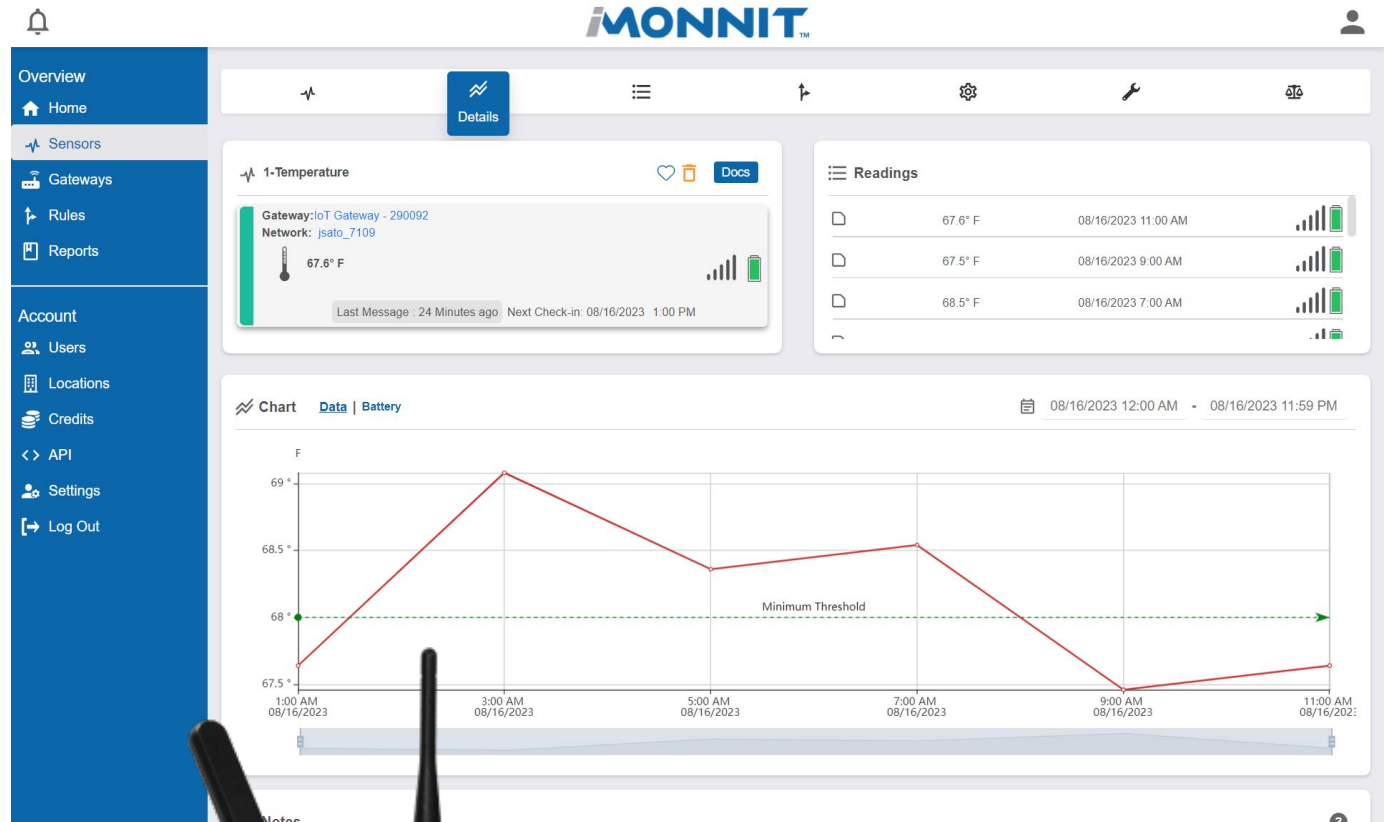 iMONNIT™
Overview
Home
Sensors
Gateways
Rules
Reports
Account
Users
Locations
Credits
API
Settings
Log Out
Details
1-Temperature
Docs
Gateway:IoT Gateway - 290092
Network: jsato_7109
67.6° F
Last Message : 24 Minutes ago Next Check-in: 08/16/2023 1:00 PM
Readings
67.6° F 08/16/2023 11:00 AM
67.5° F 08/16/2023 9:00 AM
68.5° F 08/16/2023 7:00 AM
Chart Data | Battery
08/16/2023 12:00 AM - 08/16/2023 11:59 PM
F
69 °
68.5 °
68 °
67.5 °
Minimum Threshold
1:00 AM 3:00 AM 5:00 AM 7:00 AM 9:00 AM 11:00 AM
08/16/2023 08/16/2023 08/16/2023 08/16/2023 08/16/2023 08/16/202
Notes
?